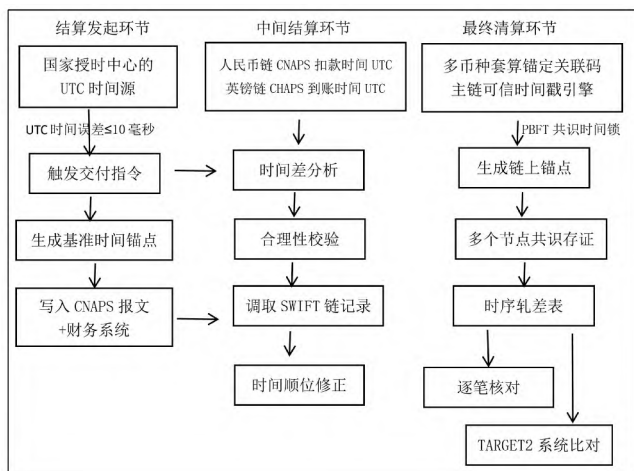 结算发起环节
国家授时中心的
UTC 时间源
UTC 时间误差≤10 毫秒
触发交付指令
生成基准时间锚点
写入 CNAPS 报文
+财务系统
中间结算环节
人民币链 CNAPS 扣款时间 UTC
英镑链 CHAPS 到账时间 UTC
时间差分析
合理性校验
调取 SWIFT 链记录
时间顺位修正
最终清算环节
多币种套算锚定关联码
主链可信时间戳引擎
PBFT 共识时间锁
生成链上锚点
多个节点共识存证
时序轧差表
逐笔核对
TARGET2 系统比对